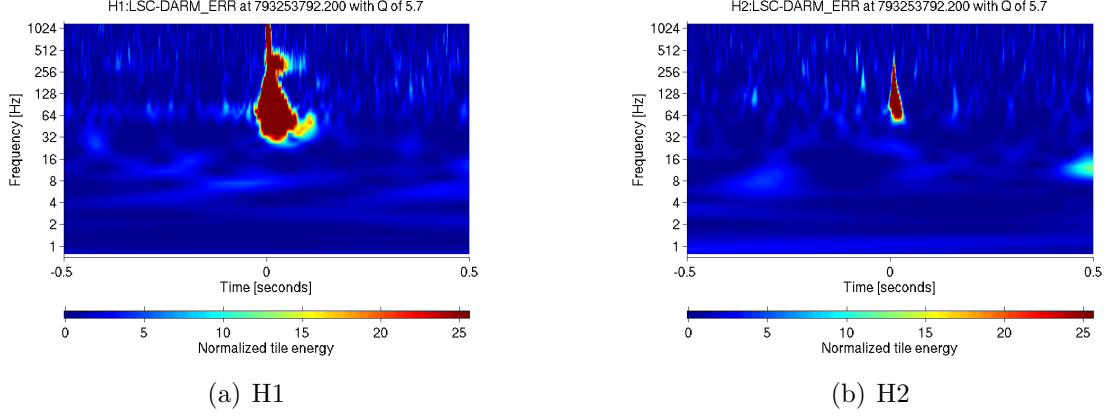 H1:LSC-DARM_ERR at 793253792.200 with Q of 5.7
1024
512
256
128
64
32
16
8
4
2
1
Frequency [Hz]
-0.5 0 0.5
Time [seconds]
0 5 10 15 20 25
Normalized tile energy
(a) H1
H2:LSC-DARM_ERR at 793253792.200 with Q of 5.7
1024
512
256
128
64
32
16
8
4
2
1
Frequency [Hz]
-0.5 0 0.5
Time [seconds]
0 5 10 15 20 25
Normalized tile energy
(b) H2